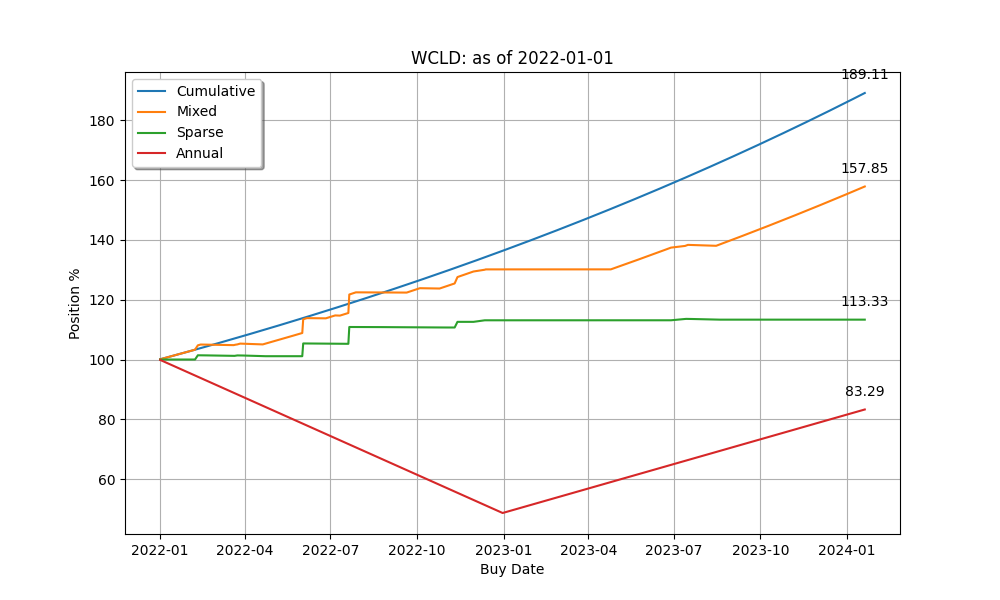 WCLD: as of 2022-01-01
189.11
Cumulative
Mixed
Sparse
Annual
157.85
113.33
83.29
Position %
180
160
140
120
100
80
60
2022-01 2022-04 2022-07 2022-10 2023-01 2023-04 2023-07 2023-10 2024-01
Buy Date